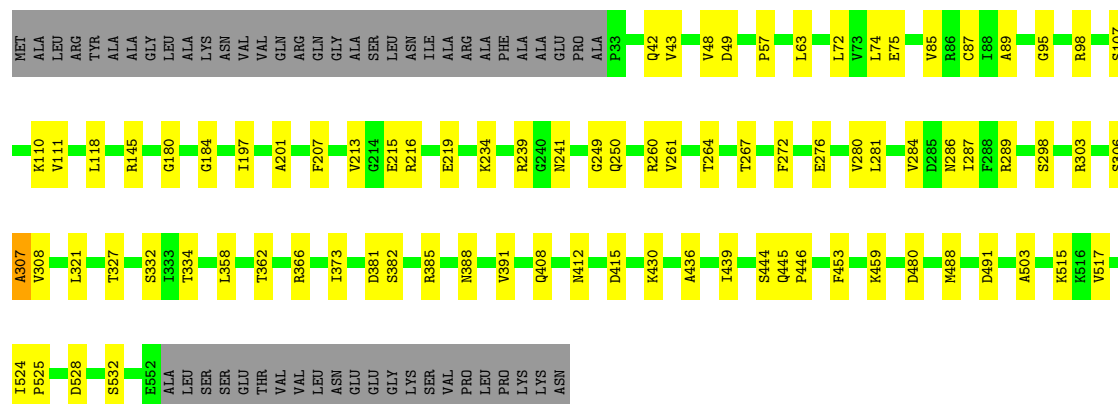 MET ALA LEU ARG TYR ALA ALA GLY LEU ALA LYS ASN VAL VAL GLN ARG GLN GLY ALA SER LEU ASN ILE ALA ARG ALA PHE ALA ALA GLU PRO ALA P33 Q42 V43 V48 D49 P57 L63 L72 V73 L74 E75 V85 R86 C87 I88 A89 G95 R98 S107
K110 V111 L118 R145 G180 G184 I197 A201 F207 V213 G214 E215 R216 E219 K234 R239 G240 N241 G249 Q250 R260 V261 T264 T267 F272 E276 V280 L281 V284 D285 N286 I287 F288 R289 S298 R303 S306
A307 V308 L321 T327 S332 I333 T334 L358 T362 R366 I373 D381 S382 R385 N388 V391 Q408 N412 D415 K430 A436 I439 S444 Q445 P446 F453 K459 D480 M488 D491 A503 K515 K516 V517
I524 P525 D528 S532 E552 ALA LEU SER SER GLU THR VAL VAL LEU ASN GLU GLU GLY LYS SER VAL PRO LEU PRO LYS LYS ASN